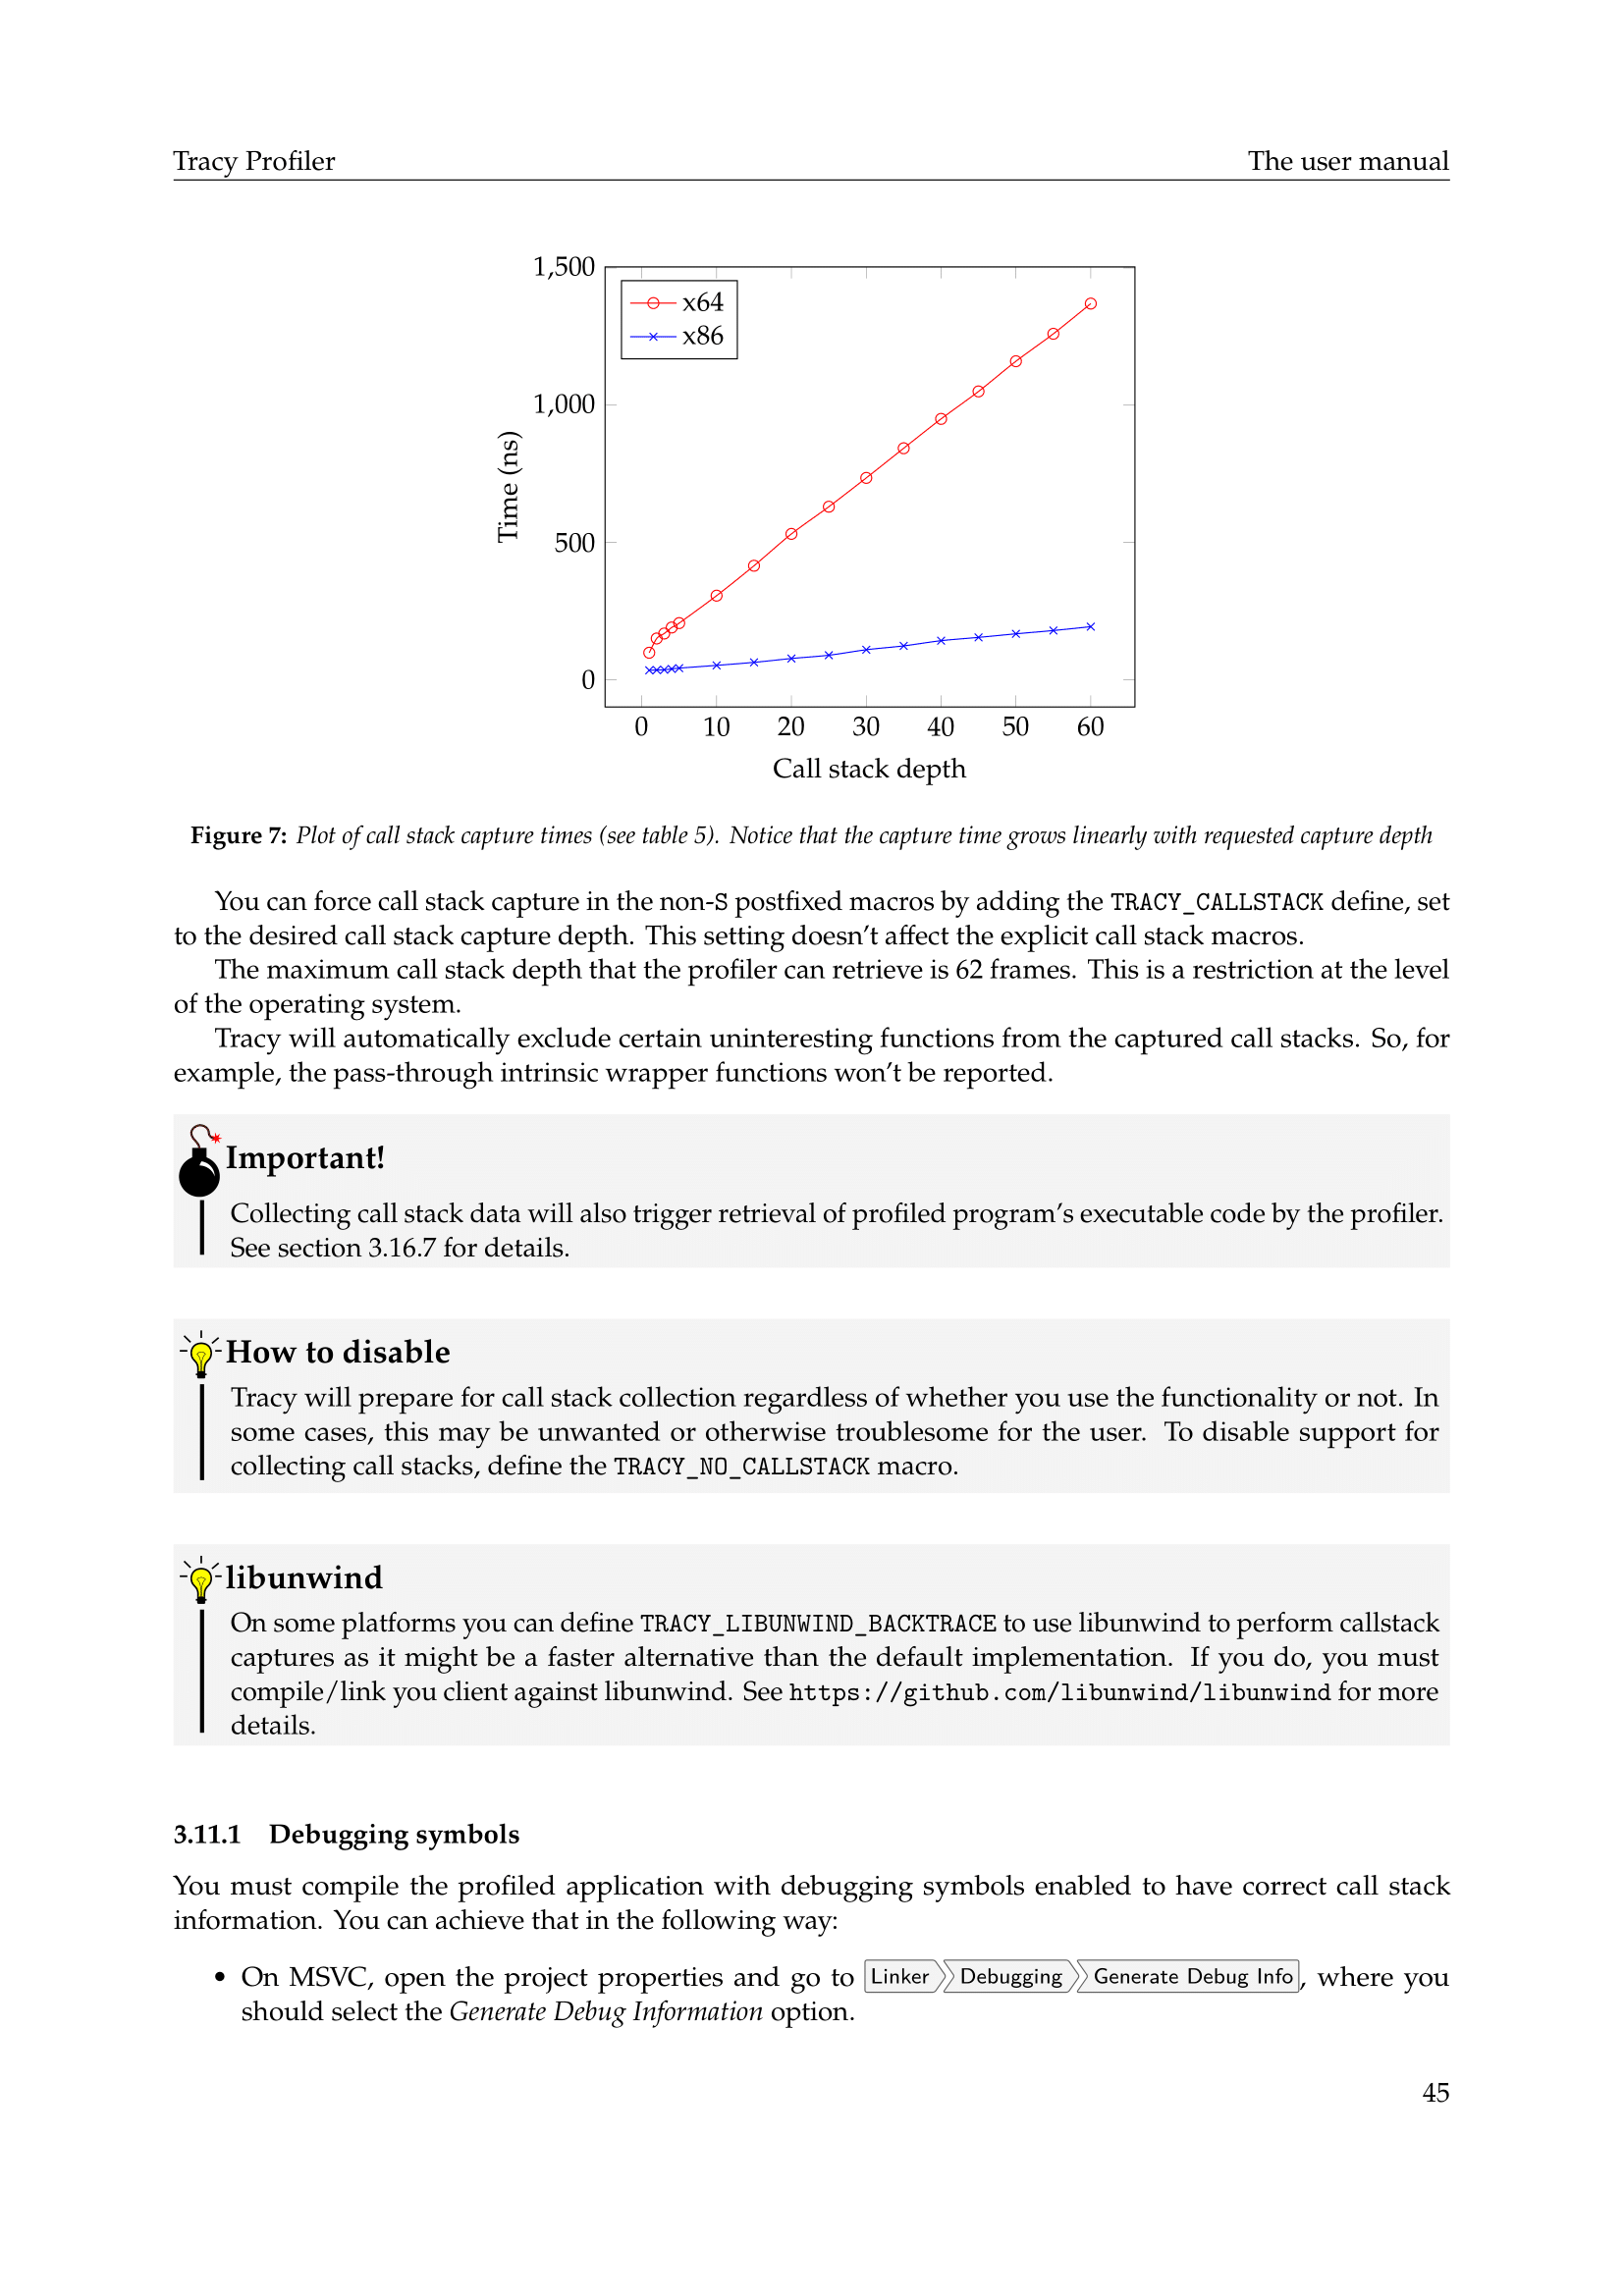 Tracy Profiler The user manual
1,500
1,000
500
0
Time (ns)
x64
x86
0 10 20 30 40 50 60
Call stack depth
Figure 7: Plot of call stack capture times (see table 5). Notice that the capture time grows linearly with requested capture depth
You can force call stack capture in the non-S postfixed macros by adding the TRACY_CALLSTACK define, set
to the desired call stack capture depth. This setting doesn't affect the explicit call stack macros.
The maximum call stack depth that the profiler can retrieve is 62 frames. This is a restriction at the level
of the operating system.
Tracy will automatically exclude certain uninteresting functions from the captured call stacks. So, for
example, the pass-through intrinsic wrapper functions won't be reported.
Important!
Collecting call stack data will also trigger retrieval of profiled program's executable code by the profiler.
See section 3.16.7 for details.
How to disable
Tracy will prepare for call stack collection regardless of whether you use the functionality or not. In
some cases, this may be unwanted or otherwise troublesome for the user. To disable support for
collecting call stacks, define the TRACY_NO_CALLSTACK macro.
libunwind
On some platforms you can define TRACY_LIBUNWIND_BACKTRACE to use libunwind to perform callstack
captures as it might be a faster alternative than the default implementation. If you do, you must
compile/link you client against libunwind. See https://github.com/libunwind/libunwind for more
details.
3.11.1 Debugging symbols
You must compile the profiled application with debugging symbols enabled to have correct call stack
information. You can achieve that in the following way:
• On MSVC, open the project properties and go to Linker Debugging Generate Debug Info, where you
should select the Generate Debug Information option.
45